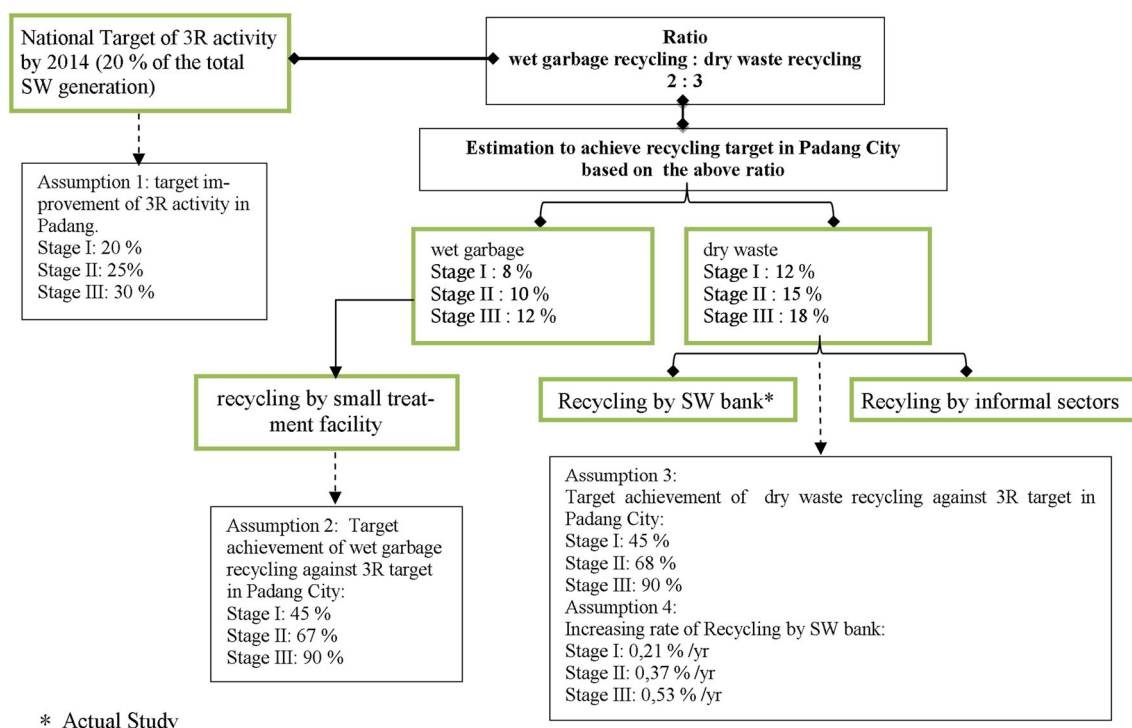 National Target of 3R activity
by 2014 (20 % of the total
SW generation)
Ratio
wet garbage recycling : dry waste recycling
2 : 3
Estimation to achieve recycling target in Padang City
based on the above ratio
Assumption 1: target im-
provement of 3R activity in
Padang.
Stage I: 20 %
Stage II: 25%
Stage III: 30 %
wet garbage
Stage I : 8 %
Stage II : 10 %
Stage III : 12 %
dry waste
Stage I : 12 %
Stage II : 15 %
Stage III : 18 %
recycling by small treat-
ment facility
Recycling by SW bank*
Recyling by informal sectors
Assumption 2: Target
achievement of wet garbage
recycling against 3R target
in Padang City:
Stage I: 45 %
Stage II: 67 %
Stage III: 90 %
Assumption 3:
Target achievement of dry waste recycling against 3R target in
Padang City:
Stage I: 45 %
Stage II: 68 %
Stage III: 90 %
Assumption 4:
Increasing rate of Recycling by SW bank:
Stage I: 0,21 % /yr
Stage II: 0,37 % /yr
Stage III: 0,53 % /yr
* Actual Study